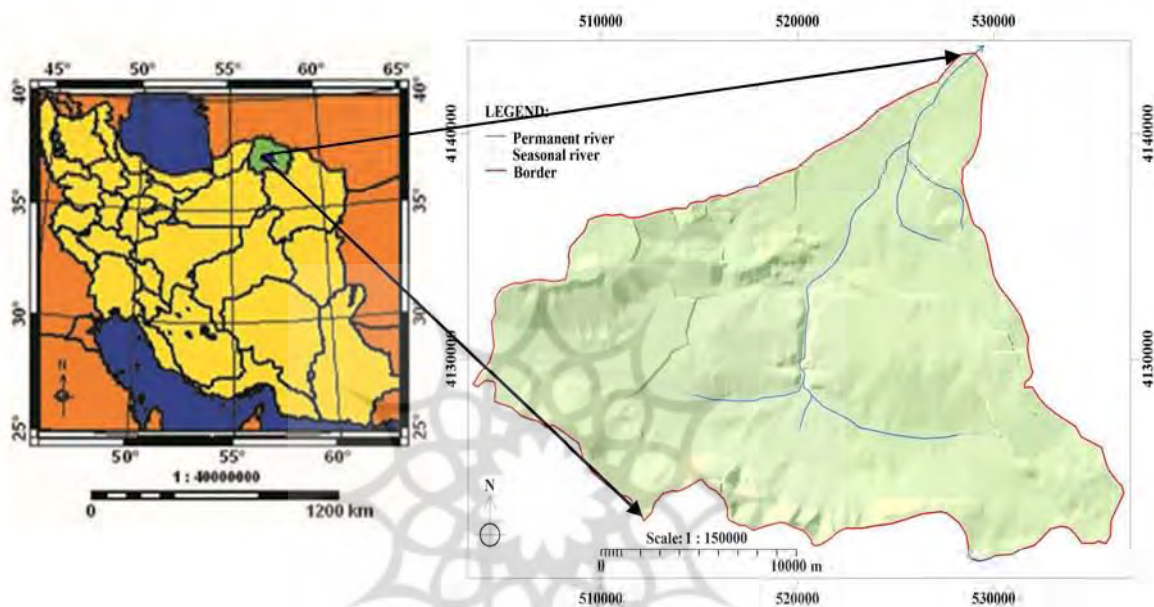 45° 50° 55° 60° 65°
40° 40°
35° 35°
30° 30°
25° 25°
N
50° 55° 60°
1 : 40000000
0 1200 km
510000 520000 530000
4140000 4140000
4130000 4130000
LEGEND:
Permanent river
Seasonal river
Border
N
Scale: 1 : 150000
0 10000 m
510000 520000 530000